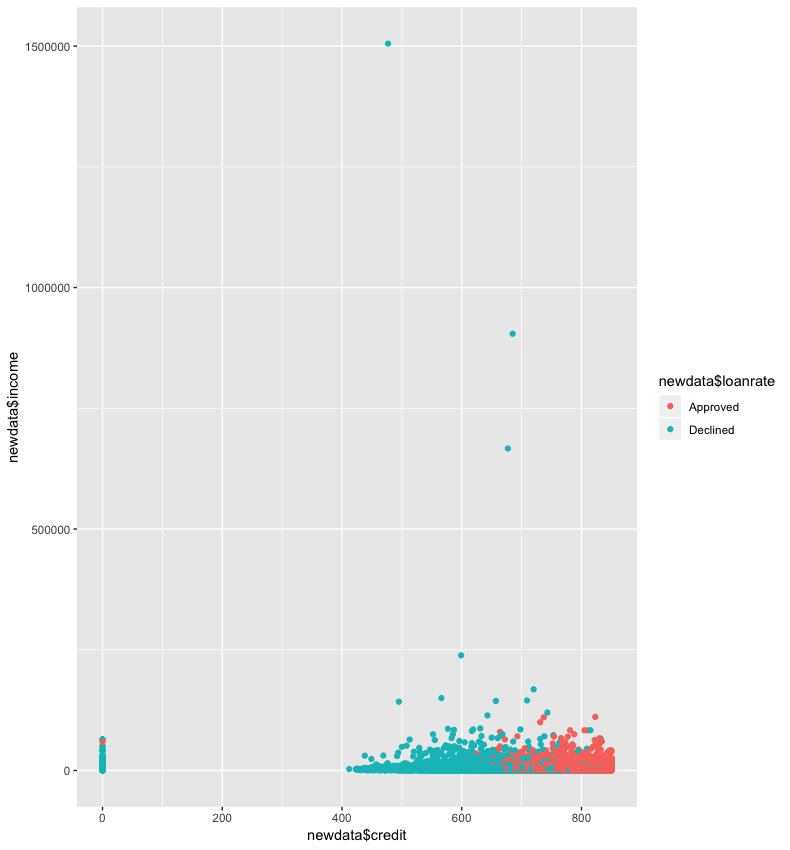 1500000
1000000
500000
0
newdata$income
0 200 400 600 800
newdata$credit
newdata$loanrate
Approved
Declined